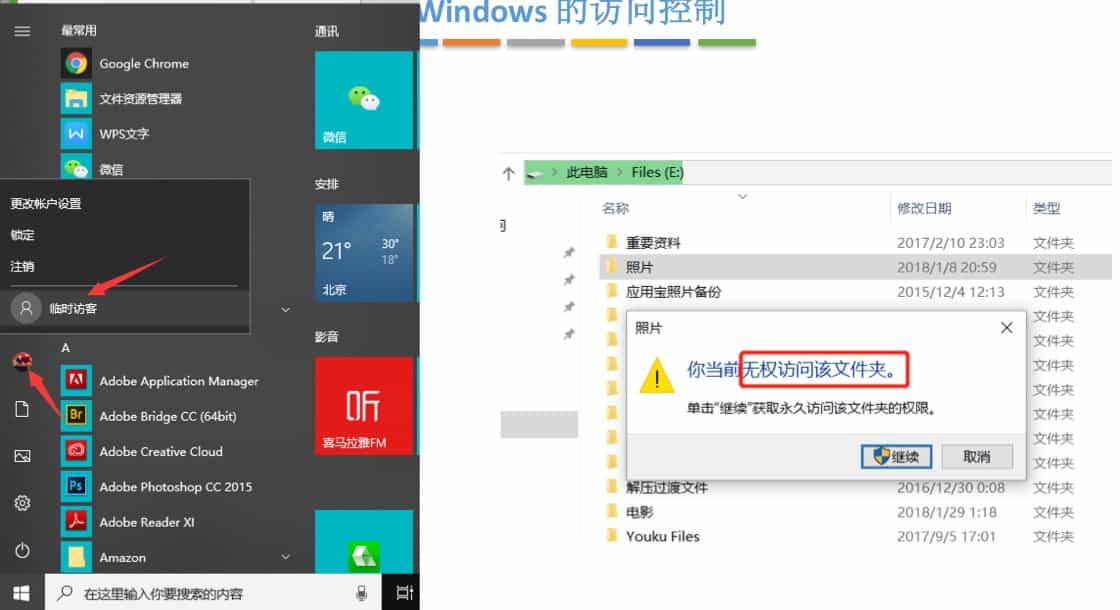 Windows 的访问控制
最常用
Google Chrome
文件资源管理器
WPS文字
微信
更改帐户设置
锁定
注销
临时访客
A
Adobe Application Manager
Adobe Bridge CC (64bit)
Adobe Creative Cloud
Adobe Photoshop CC 2015
Adobe Reader XI
Amazon
在这里输入你要搜索的内容
通讯
微信
安排
晴
21° 30°
18°
北京
影音
听
喜马拉雅FM
此电脑 > Files (E:)
名称 修改日期 类型
重要资料 2017/2/10 23:03 文件夹
照片 2018/1/8 20:59 文件夹
应用宝照片备份 2015/12/4 12:13 文件夹
文件夹
文件夹
文件夹
文件夹
文件夹
文件夹
文件夹
照片
你当前无权访问该文件夹。
单击"继续"获取永久访问该文件夹的权限。
继续 取消
解压过渡文件 2016/12/30 0:08 文件夹
电影 2018/1/29 1:18 文件夹
Youku Files 2017/9/5 17:01 文件夹